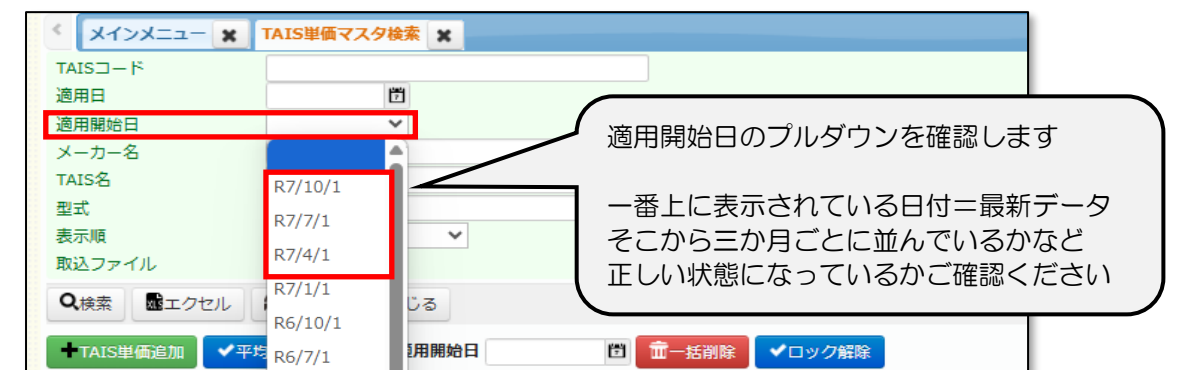 メインメニュー ✖ TAIS単価マスタ検索 ✖
TAISコード
適用日
適用開始日
メーカー名
TAIS名
型式
表示順
取込ファイル
R7/10/1
R7/7/1
R7/4/1
R7/1/1
R6/10/1
R6/7/1
適用開始日のプルダウンを確認します
一番上に表示されている日付＝最新データ
そこから三か月ごとに並んでいるかなど
正しい状態になっているかご確認ください
検索 エクセル じる
TAIS単価追加 平均 用開始日 一括削除 ロック解除